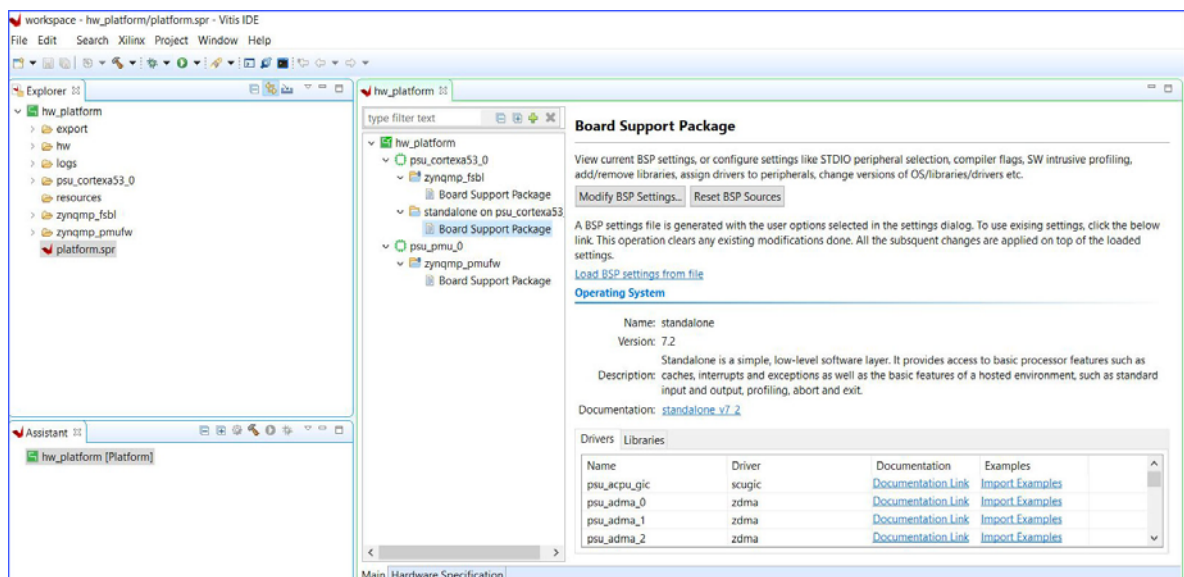 workspace - hw_platform/platform.spr - Vitis IDE
File Edit Search Xilinx Project Window Help
Explorer
hw_platform
export
hw
logs
psu_cortexa53_0
resources
zynqmp_fsbl
zynqmp_pmufw
platform.spr
Assistant
hw_platform [Platform]
hw_platform
type filter text
hw_platform
psu_cortexa53_0
zynqmp_fsbl
Board Support Package
standalone on psu_cortexa53
Board Support Package
psu_pmu_0
zynqmp_pmufw
Board Support Package
Board Support Package
View current BSP settings, or configure settings like STDIO peripheral selection, compiler flags, SW intrusive profiling,
add/remove libraries, assign drivers to peripherals, change versions of OS/libraries/drivers etc.
Modify BSP Settings... Reset BSP Sources
A BSP settings file is generated with the user options selected in the settings dialog. To use existing settings, click the below
link. This operation clears any existing modifications done. All the subsquent changes are applied on top of the loaded
settings.
Load BSP settings from file
Operating System
Name: standalone
Version: 7.2
Standalone is a simple, low-level software layer. It provides access to basic processor features such as
Description: caches, interrupts and exceptions as well as the basic features of a hosted environment, such as standard
input and output, profiling, abort and exit.
Documentation: standalone_v7_2
Drivers Libraries
Name Driver Documentation Examples
psu_acpu_gic scugic Documentation Link Import Examples
psu_adma_0 zdma Documentation Link Import Examples
psu_adma_1 zdma Documentation Link Import Examples
psu_adma_2 zdma Documentation Link Import Examples
Main Hardware Specification